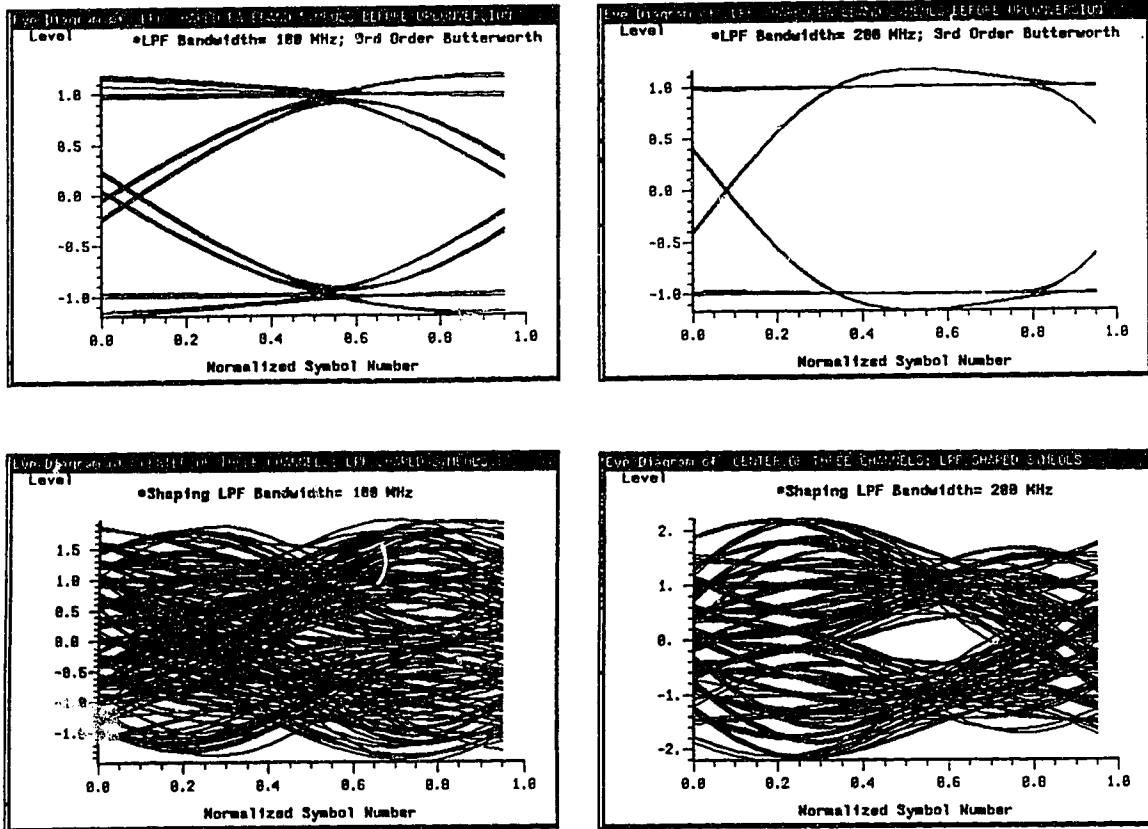 Level
*LPF Bandwidth= 100 MHz; 3rd Order Butterworth
1.0
0.5
0.0
-0.5
-1.0
0.0 0.2 0.4 0.6 0.8 1.0
Normalized Symbol Number
BEFORE UPCONVERSION
Level
*LPF Bandwidth= 200 MHz; 3rd Order Butterworth
1.0
0.5
0.0
-0.5
-1.0
0.0 0.2 0.4 0.6 0.8 1.0
Normalized Symbol Number
Eye Diagram of
Level
*Shaping LPF Bandwidth= 100 MHz
1.5
1.0
0.5
0.0
-0.5
0.0 0.2 0.4 0.6 0.8 1.0
Normalized Symbol Number
Eye Diagram of CENTER OF THREE CHANNELS; LPF SHAPED SYMBOLS
Level
*Shaping LPF Bandwidth= 200 MHz
2.
1.
0.
-1.
-2.
0.0 0.2 0.4 0.6 0.8 1.0
Normalized Symbol Number